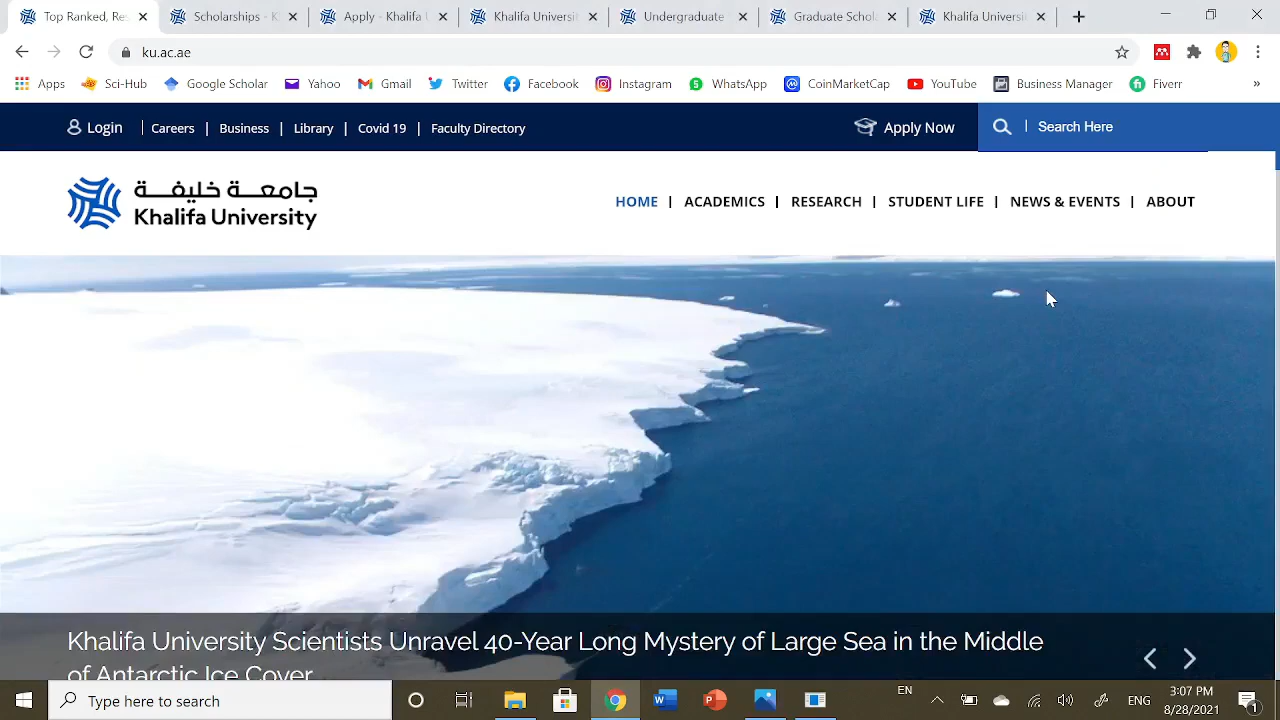 Top Ranked, Res
Scholarships - K
Apply - Khalifa U
Khalifa Universit
Undergraduate
Graduate Schol
Khalifa Universit
ku.ac.ae
Apps
Sci-Hub
Google Scholar
Yahoo
Gmail
Twitter
Facebook
Instagram
WhatsApp
CoinMarketCap
YouTube
Business Manager
Fiverr
»
Login | Careers | Business | Library | Covid 19 | Faculty Directory
Apply Now
Search Here
جامعة خليفة
Khalifa University
HOME | ACADEMICS | RESEARCH | STUDENT LIFE | NEWS & EVENTS | ABOUT
Khalifa University Scientists Unravel 40-Year Long Mystery of Large Sea in the Middle
of Antarctic Ice Cover
Type here to search
EN
ENG
3:07 PM
8/28/2021
1